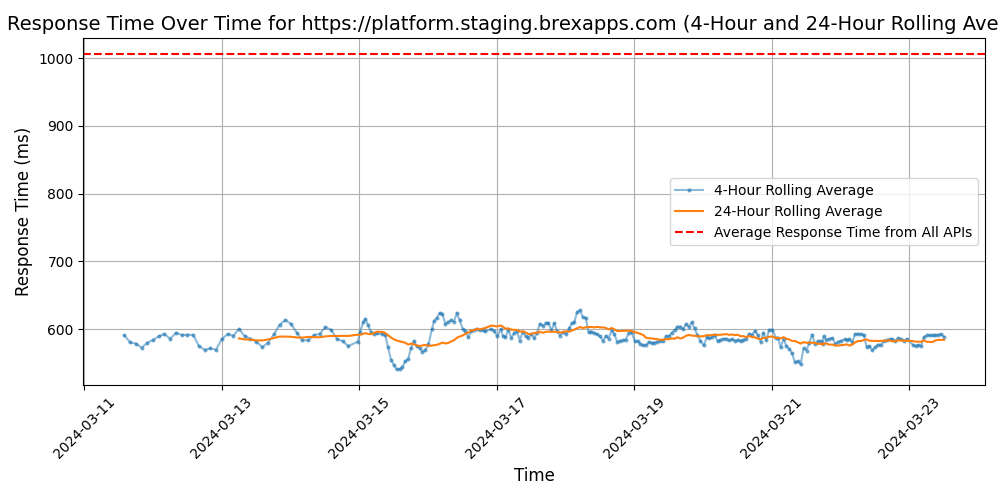 Response Time Over Time for https://platform.staging.brexapps.com (4-Hour and 24-Hour Rolling Ave
Response Time (ms)
1000
900
800
700
600
4-Hour Rolling Average
24-Hour Rolling Average
Average Response Time from All APIs
2024-03-11
2024-03-13
2024-03-15
2024-03-17
2024-03-19
2024-03-21
2024-03-23
Time